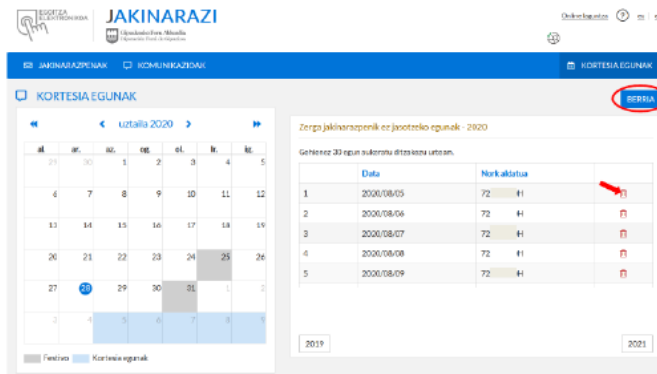 EGOITZA
ELEKTRONIKOA
JAKINARAZI
Gipuzkoako Foru Aldundia
Diputación Foral de Gipuzkoa
Online laguntza ? eu
JAKINARAZPENAK KOMUNIKAZIOAK KORTESIA EGUNAK
KORTESIA EGUNAK
BERRIA
uztaila 2020
al. ar. az. og. ol. lr. ig.
29 30 1 2 3 4 5
6 7 8 9 10 11 12
13 14 15 16 17 18 19
20 21 22 23 24 25 26
27 28 29 30 31 1 2
3 4 5 6 7 8 9
Festivo Kortesia egunak
Zerga jakinarazpenik ez jasotzeko egunak - 2020
Gehienez 30 egun aukeratu ditzakezu urtean.
Data Nork aldatua
1 2020/08/05 72 H
2 2020/08/06 72 H
3 2020/08/07 72 H
4 2020/08/08 72 H
5 2020/08/09 72 H
2019 2021